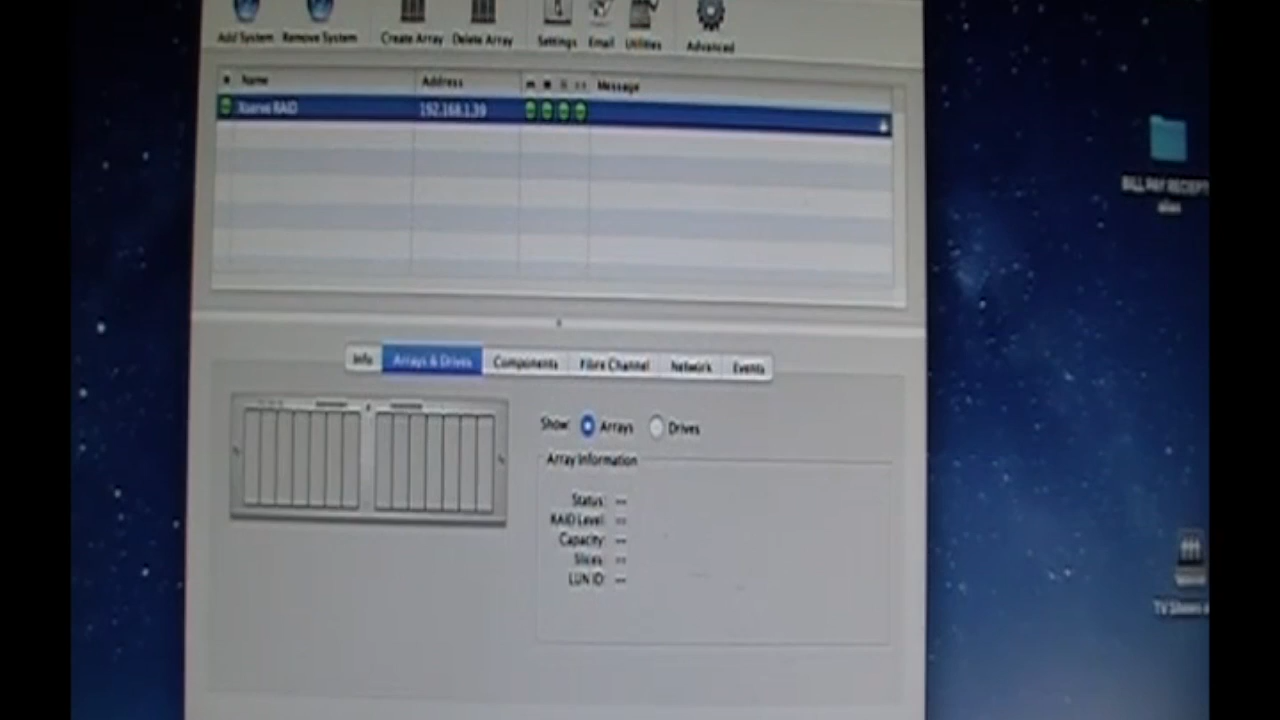 Add System Remove System Create Array Delete Array Settings Email Utilities Advanced
Name Address Message
Xserve RAID 192.168.1.39
Info Arrays & Drives Components Fibre Channel Network Events
Show: Arrays Drives
Array Information
Status: --
RAID Level: --
Capacity: --
Slices: --
LUN ID: --
BILL PAY RECIEPT
alias
TV Shows